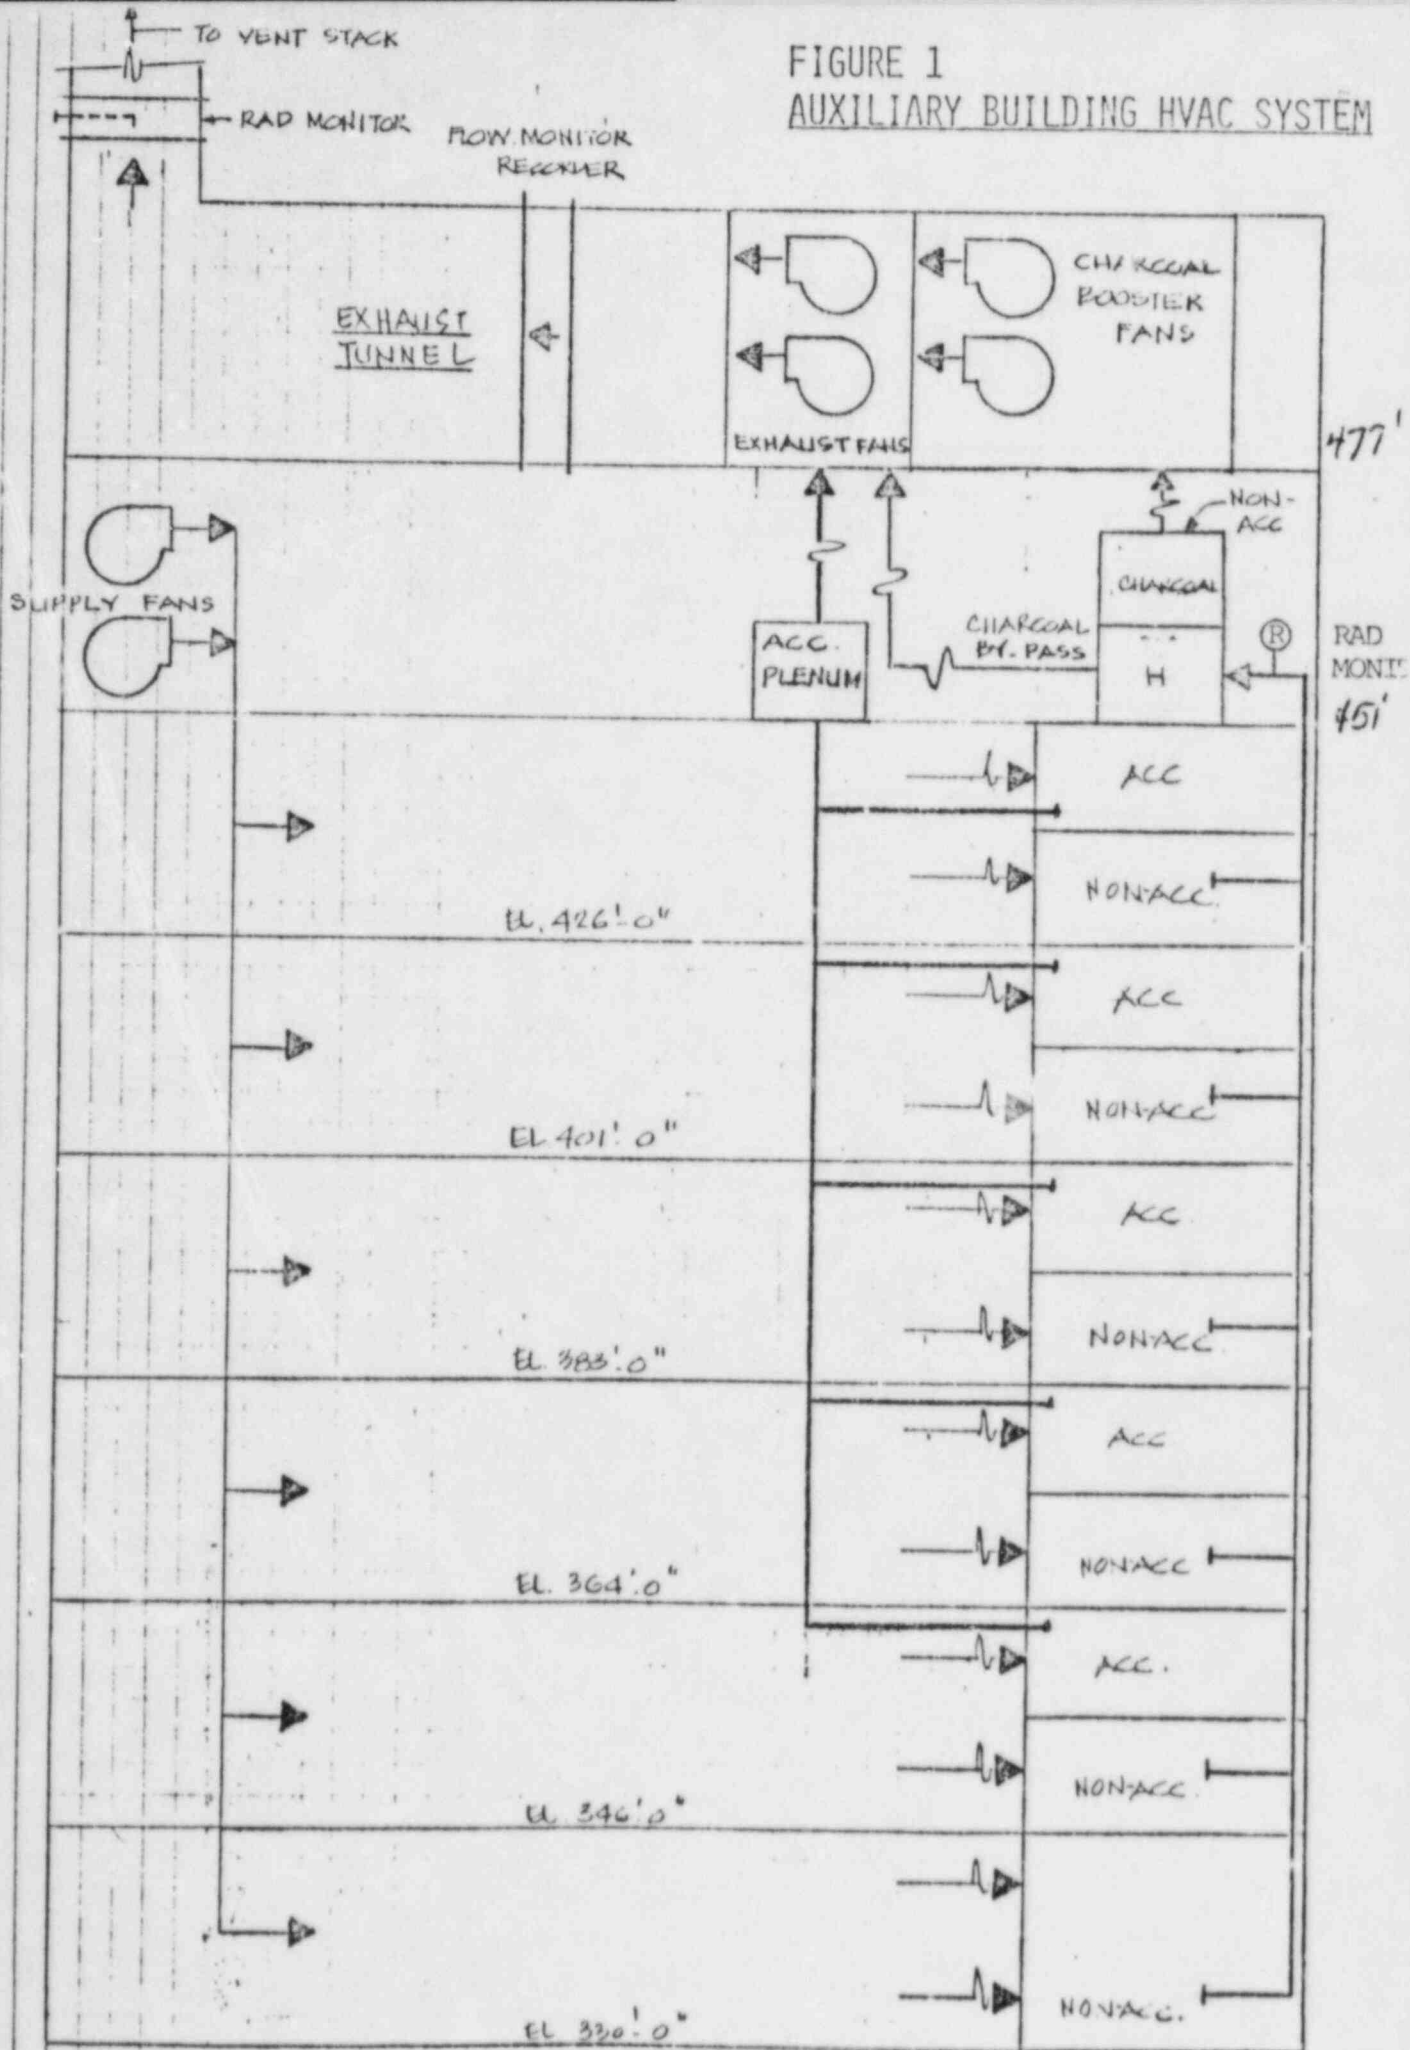 TO VENT STACK
FIGURE 1
AUXILIARY BUILDING HVAC SYSTEM
RAD MONITOR
FLOW MONITOR
RECORDER
EXHAUST
TUNNEL
CHARCOAL
BOOSTER
FANS
EXHAUST FANS
477'
NON-
ACC
CHARCOAL
SUPPLY FANS
ACC.
PLENUM
CHARCOAL
BY-PASS
H
R
RAD
451'
ACC
NON-ACC.
EL. 426'-0"
ACC
NON-ACC
EL 401'-0"
ACC
NON-ACC
EL. 383'-0"
ACC
NON-ACC
EL. 364'-0"
ACC.
NON-ACC.
EL 346'-0"
NON-ACC.
EL 330'-0"